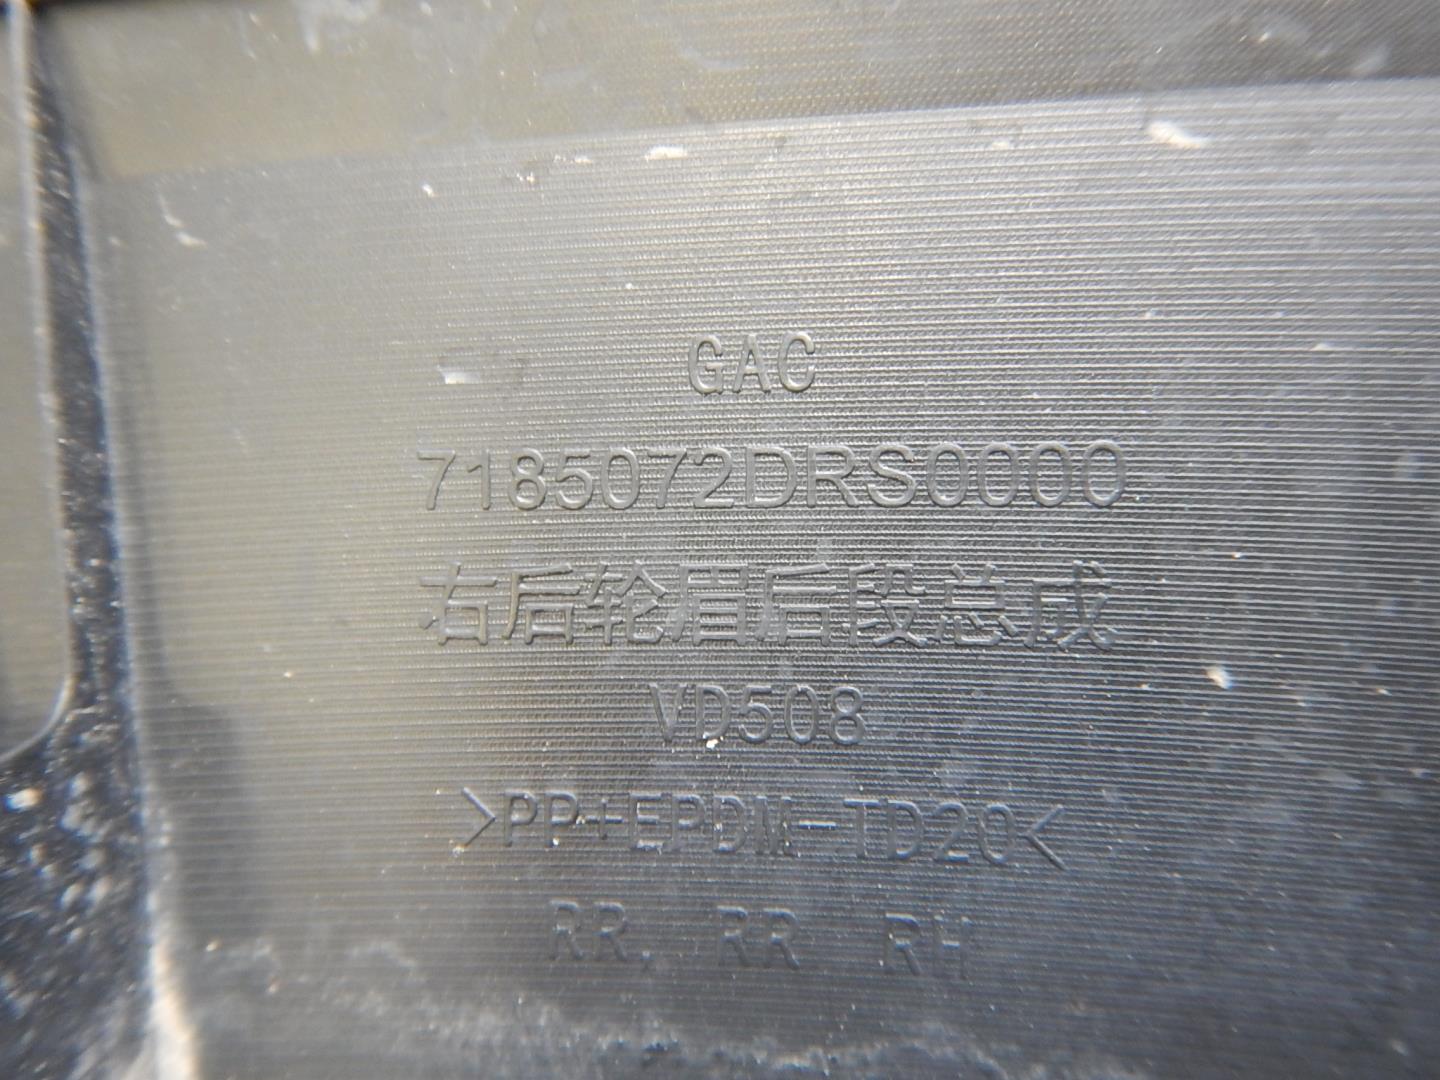 GAC
7185072DRS0000
右后轮眉后段总成
VD508
>PP+EPDM-TD20<
RR, RR RH